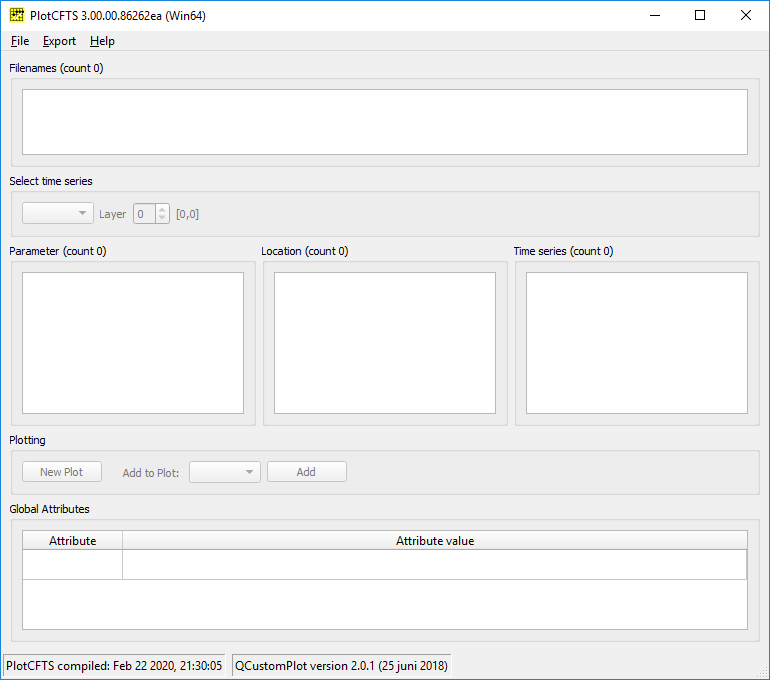 PlotCFTS 3.00.00.86262ea (Win64)
File Export Help
Filenames (count 0)
Select time series
Layer 0 [0,0]
Parameter (count 0) Location (count 0) Time series (count 0)
Plotting
New Plot Add to Plot: Add
Global Attributes
Attribute Attribute value
PlotCFTS compiled: Feb 22 2020, 21:30:05 QCustomPlot version 2.0.1 (25 juni 2018)